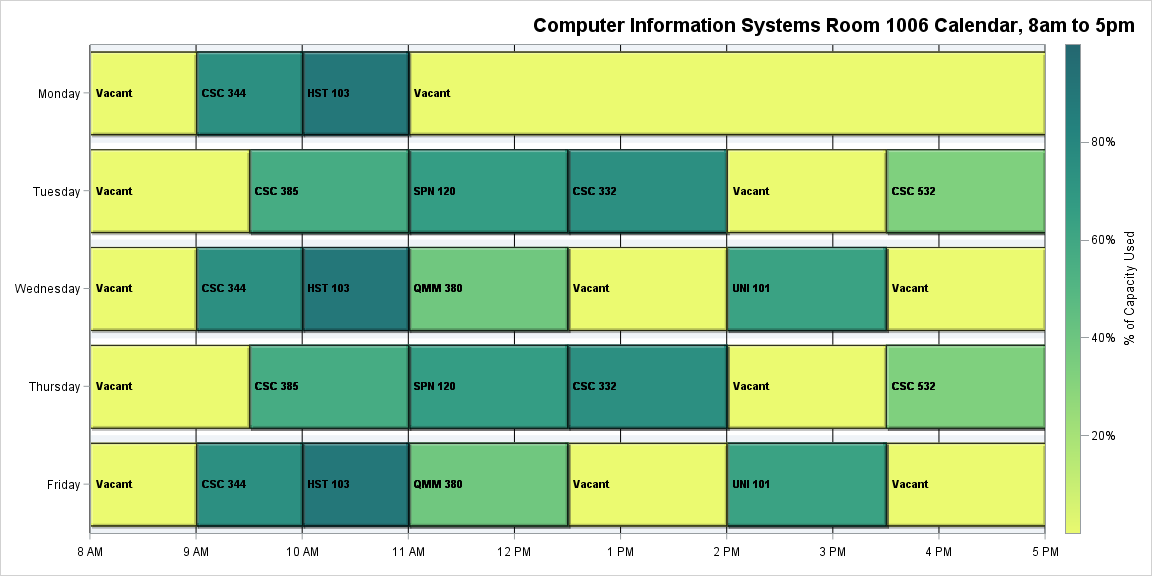 Computer Information Systems Room 1006 Calendar, 8am to 5pm
Monday
Vacant
CSC 344
HST 103
Vacant
Tuesday
Vacant
CSC 385
SPN 120
CSC 332
Vacant
CSC 532
Wednesday
Vacant
CSC 344
HST 103
QMM 380
Vacant
UNI 101
Vacant
Thursday
Vacant
CSC 385
SPN 120
CSC 332
Vacant
CSC 532
Friday
Vacant
CSC 344
HST 103
QMM 380
Vacant
UNI 101
Vacant
8 AM
9 AM
10 AM
11 AM
12 PM
1 PM
2 PM
3 PM
4 PM
5 PM
80%
60%
40%
20%
% of Capacity Used